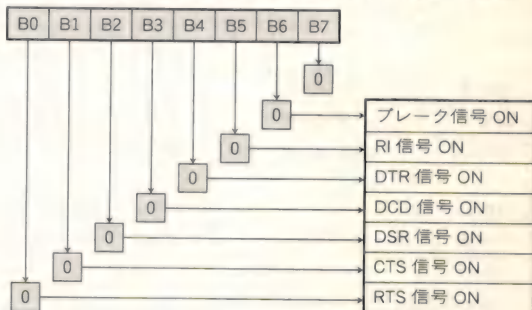 B0 B1 B2 B3 B4 B5 B6 B7
0
0 ブレーク信号 ON
0 RI 信号 ON
0 DTR 信号 ON
0 DCD 信号 ON
0 DSR 信号 ON
0 CTS 信号 ON
0 RTS 信号 ON